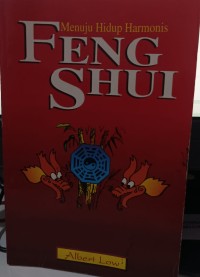 Menuju Hidup Harmonis
FENG
SHUI
Albert Low